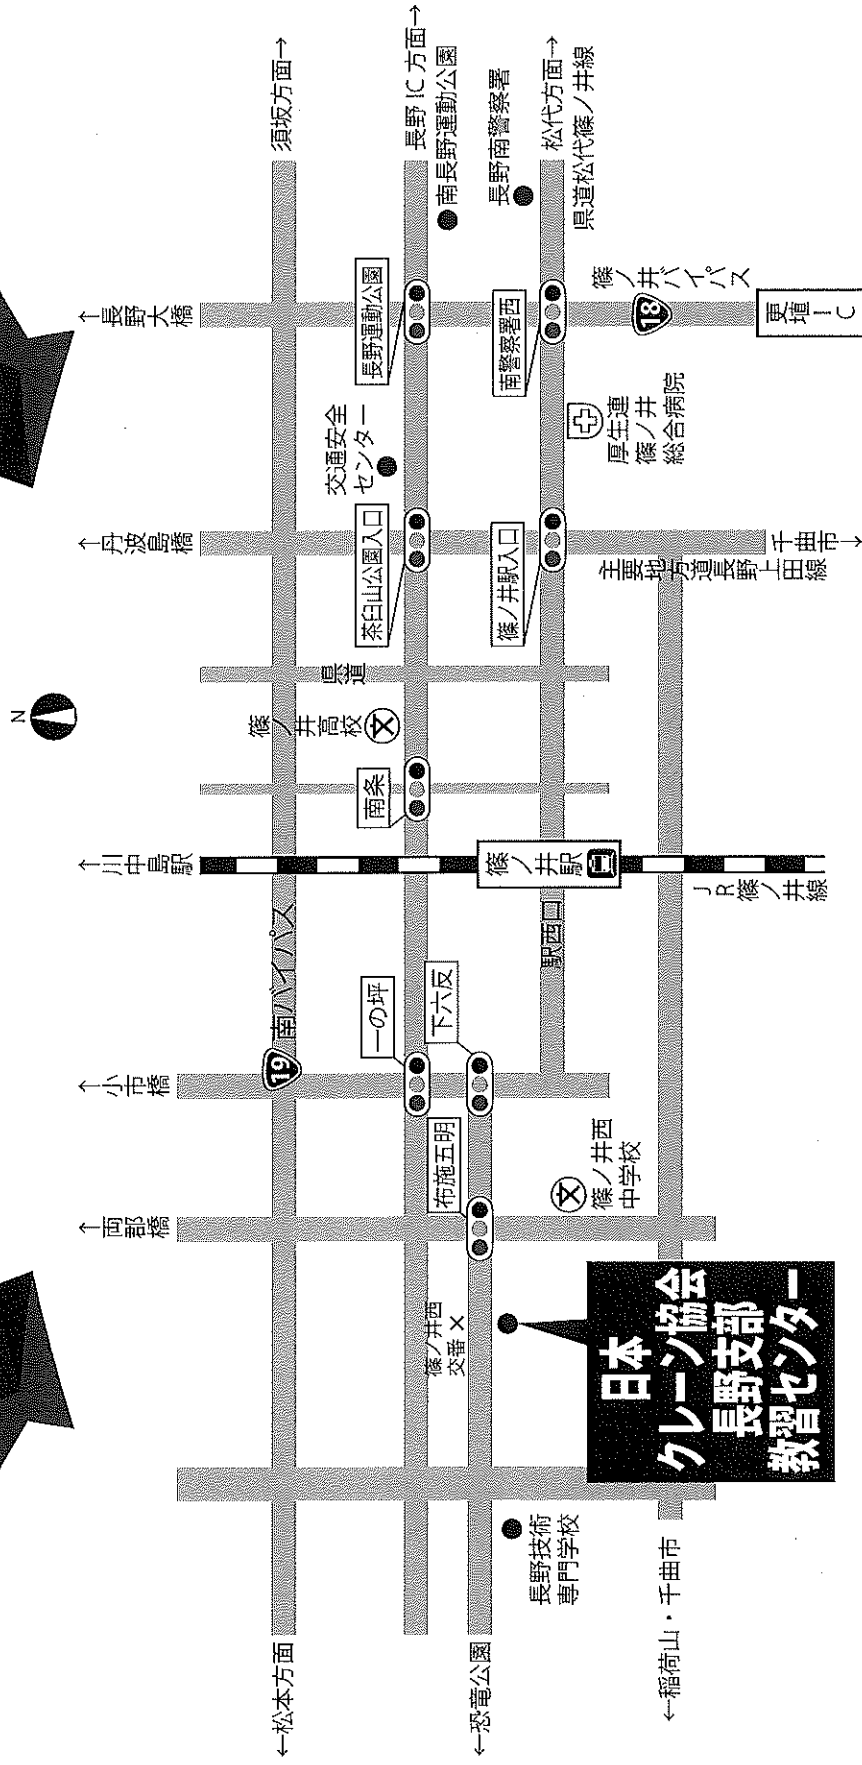 N
←松本方面
須坂方面→
長野IC方面→
松代方面→
県道松代篠ノ井線
←恐竜公園
←稲荷山・千曲市
↑両郡橋
↑小市橋
↑川中島駅
↑丹波島橋
↑長野大橋
19
南バイパス
一の坪
下六反
布施五明
篠ノ井西
交番
長野技術
専門学校
日本
クレーン協会
長野支部
教習センター
篠ノ井西
中学校
駅西口
篠ノ井駅
JR篠ノ井線
南条
篠ノ井高校
文
文
県道
茶臼山公園入口
篠ノ井駅入口
交通安全
センター
長野運動公園
南警察署西
厚生連
篠ノ井
総合病院
主要地方道長野上田線
千曲市→
南長野運動公園
長野南警察署
篠ノ井バイパス
18
更埴IC